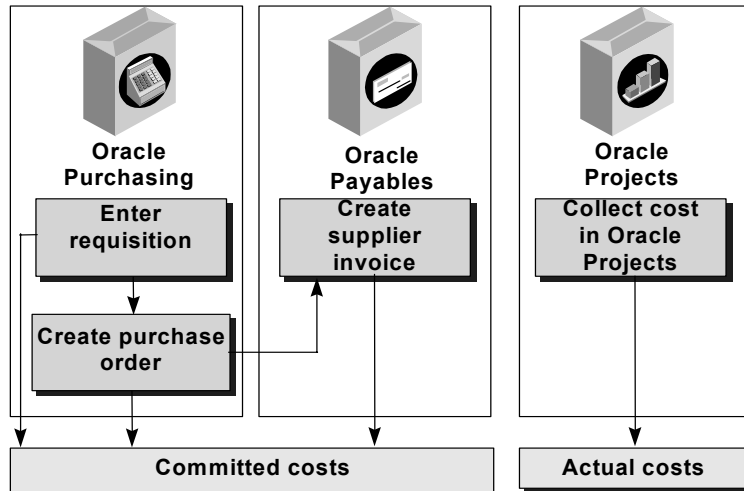 Oracle
Purchasing
Enter
requisition
Create purchase
order
Oracle
Payables
Create
supplier
invoice
Oracle
Projects
Collect cost
in Oracle
Projects
Committed costs
Actual costs